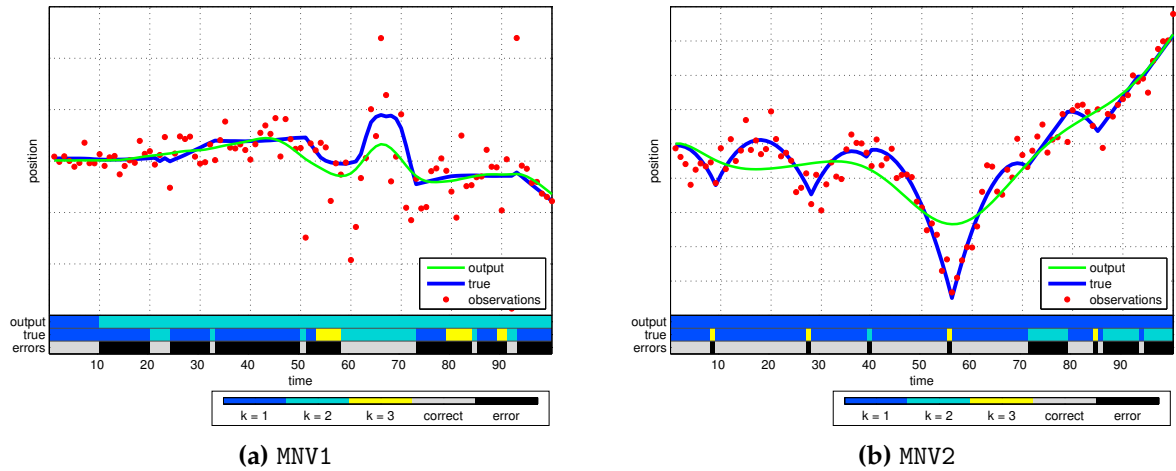 position
output
true
observations
output
true
errors
10 20 30 40 50 60 70 80 90
time
k = 1 k = 2 k = 3 correct error
(a) MNV1
position
output
true
observations
output
true
errors
10 20 30 40 50 60 70 80 90
time
k = 1 k = 2 k = 3 correct error
(b) MNV2